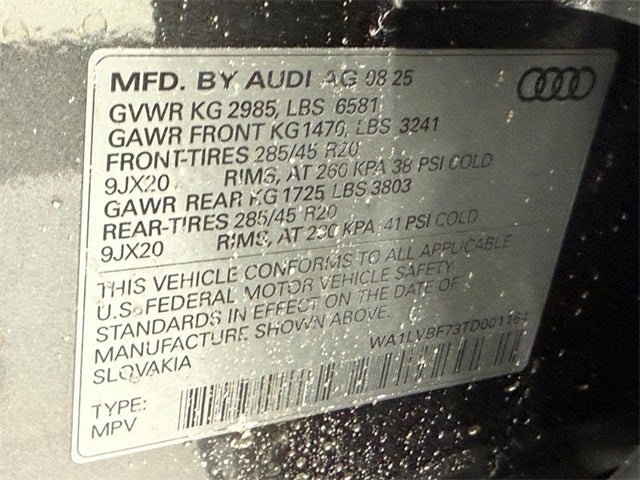 MFD. BY AUDI AG 08 25
GVWR KG 2985, LBS 6581
GAWR FRONT KG 1470, LBS 3241
FRONT-TIRES 285/45 R20
9JX20 RIMS, AT 260 KPA 38 PSI COLD
GAWR REAR KG 1725, LBS 3803
REAR-TIRES 285/45 R20
9JX20 RIMS, AT 280 KPA, 41 PSI COLD
THIS VEHICLE CONFORMS TO ALL APPLICABLE
U.S. FEDERAL MOTOR VEHICLE SAFETY
STANDARDS IN EFFECT ON THE DATE OF
MANUFACTURE SHOWN ABOVE.
SLOVAKIA WA1LVBF73TD001164
TYPE:
MPV